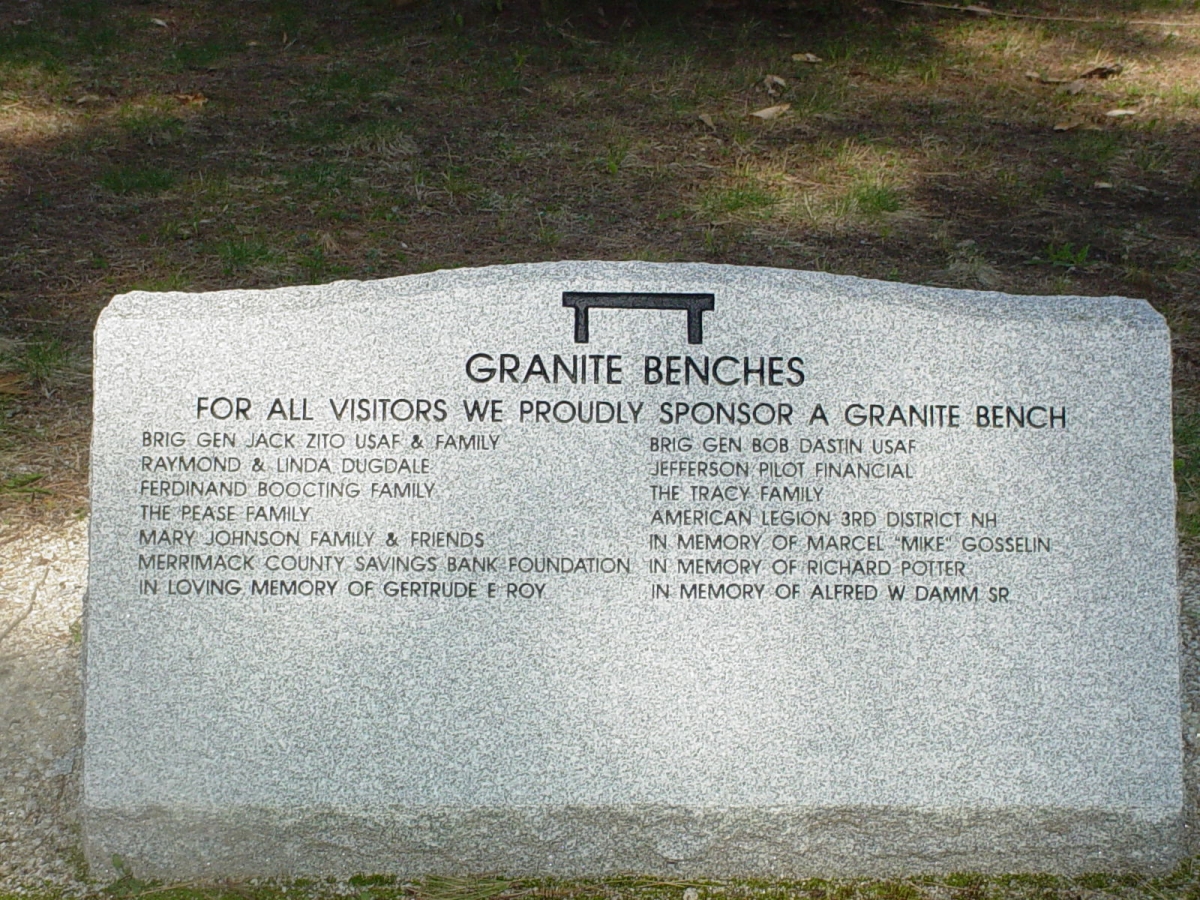 GRANITE BENCHES
FOR ALL VISITORS WE PROUDLY SPONSOR A GRANITE BENCH
BRIG GEN JACK ZITO USAF & FAMILY
RAYMOND & LINDA DUGDALE
FERDINAND BOOCTING FAMILY
THE PEASE FAMILY
MARY JOHNSON FAMILY & FRIENDS
MERRIMACK COUNTY SAVINGS BANK FOUNDATION
IN LOVING MEMORY OF GERTRUDE E ROY
BRIG GEN BOB DASTIN USAF
JEFFERSON PILOT FINANCIAL
THE TRACY FAMILY
AMERICAN LEGION 3RD DISTRICT NH
IN MEMORY OF MARCEL "MIKE" GOSSELIN
IN MEMORY OF RICHARD POTTER
IN MEMORY OF ALFRED W DAMM SR